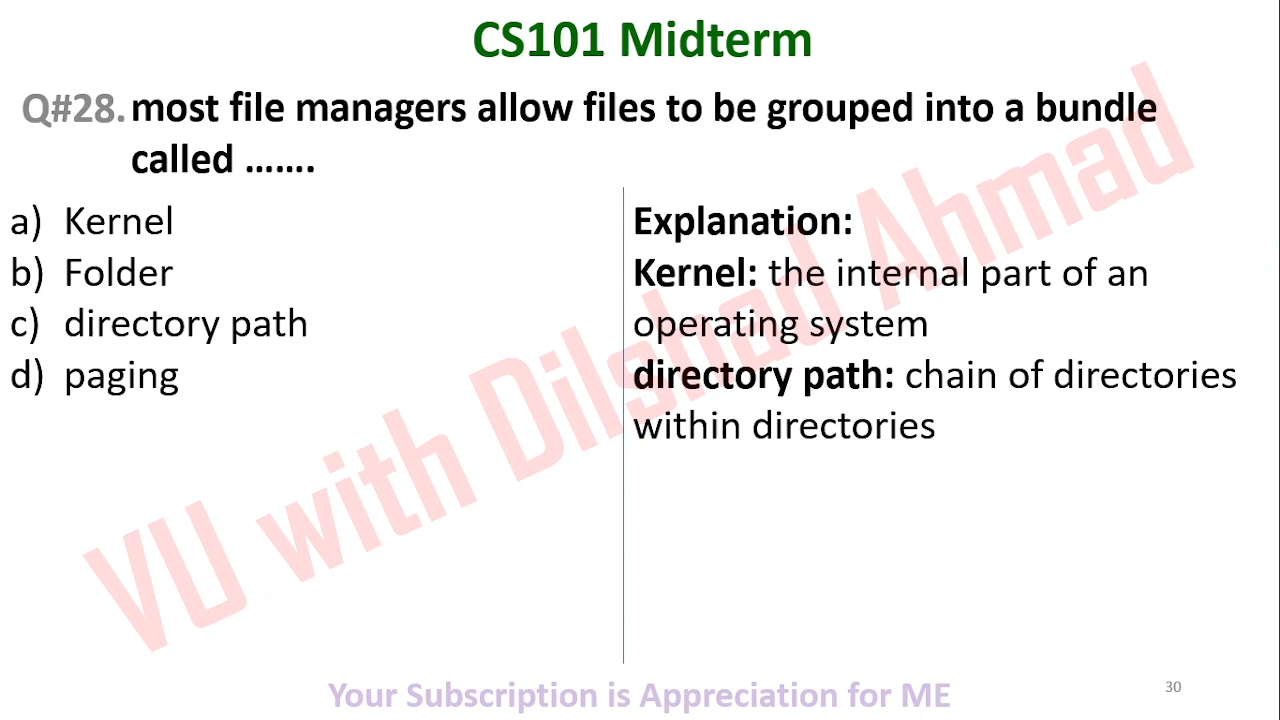 CS101 Midterm
Q#28. most file managers allow files to be grouped into a bundle
called …….
a) Kernel
b) Folder
c) directory path
d) paging
Explanation:
Kernel: the internal part of an
operating system
directory path: chain of directories
within directories
VU with Dilshad Ahmad
Your Subscription is Appreciation for ME
30